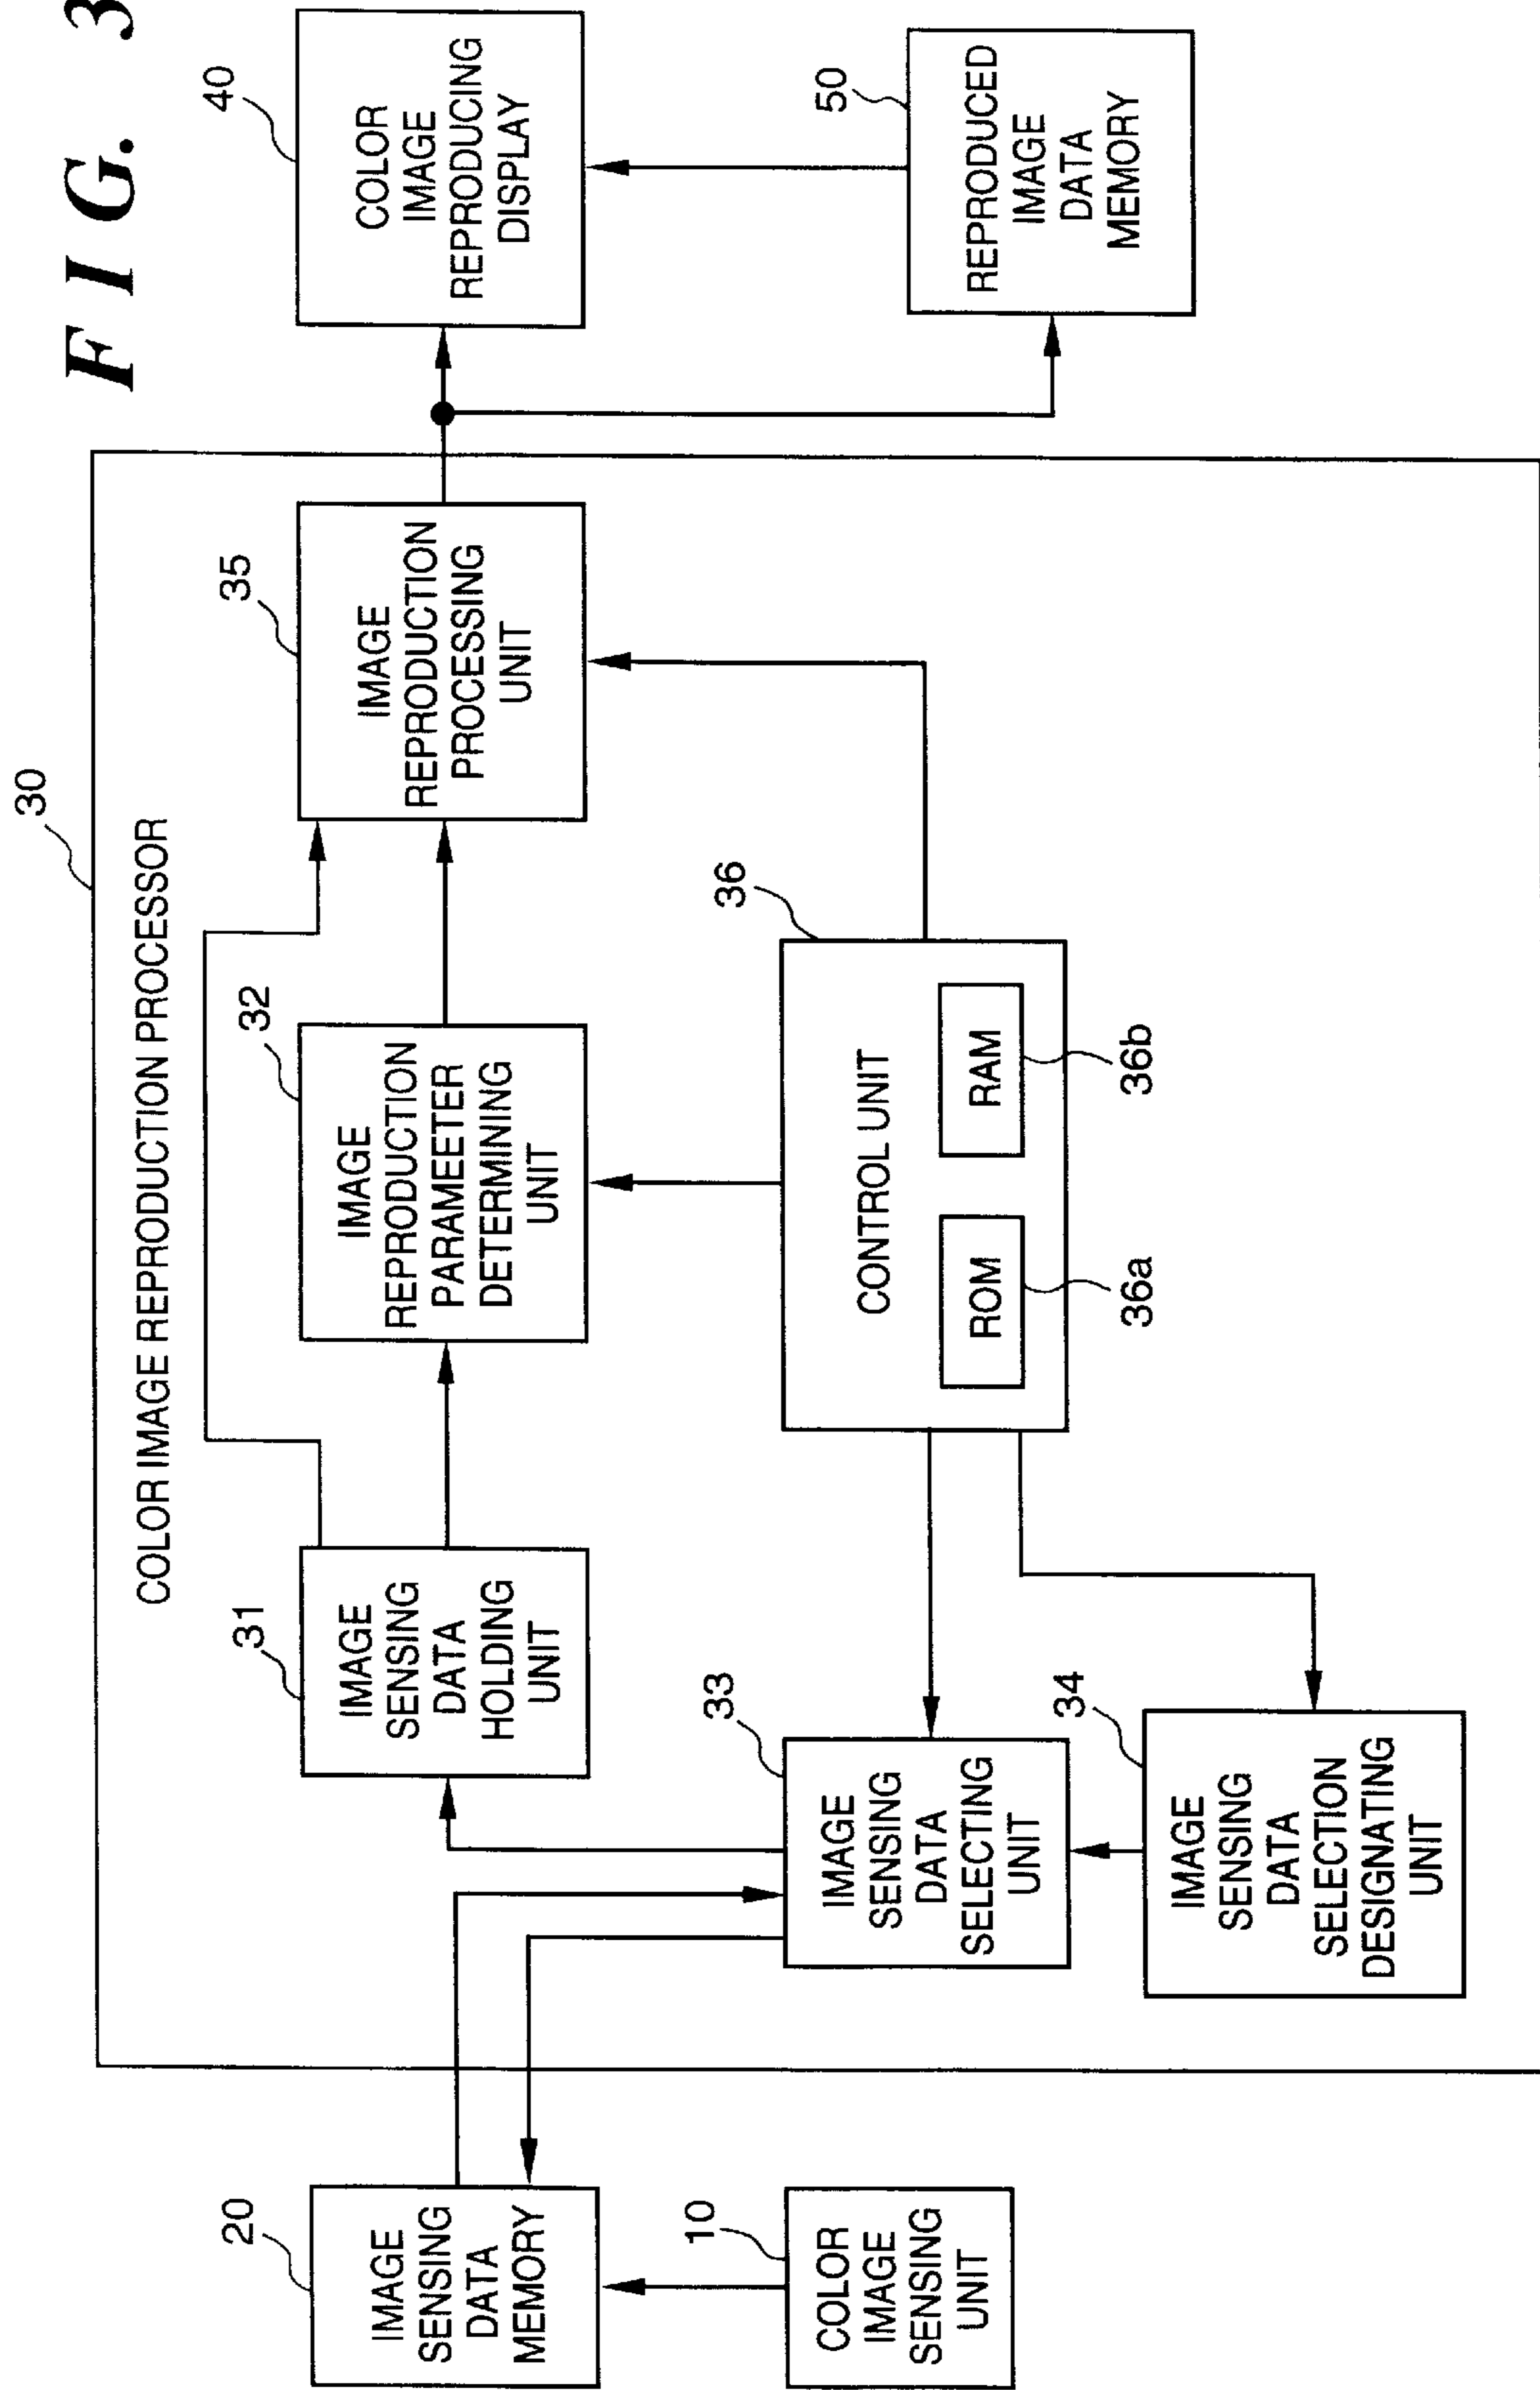 FIG. 3
30
COLOR IMAGE REPRODUCTION PROCESSOR
20
IMAGE
SENSING
DATA
MEMORY
10
COLOR
IMAGE
SENSING
UNIT
31
IMAGE
SENSING
DATA
HOLDING
UNIT
32
IMAGE
REPRODUCTION
PARAMEETER
DETERMINING
UNIT
35
IMAGE
REPRODUCTION
PROCESSING
UNIT
40
COLOR
IMAGE
REPRODUCING
DISPLAY
33
IMAGE
SENSING
DATA
SELECTING
UNIT
34
IMAGE
SENSING
DATA
SELECTION
DESIGNATING
UNIT
36
CONTROL UNIT
ROM
RAM
36a
36b
50
REPRODUCED
IMAGE
DATA
MEMORY